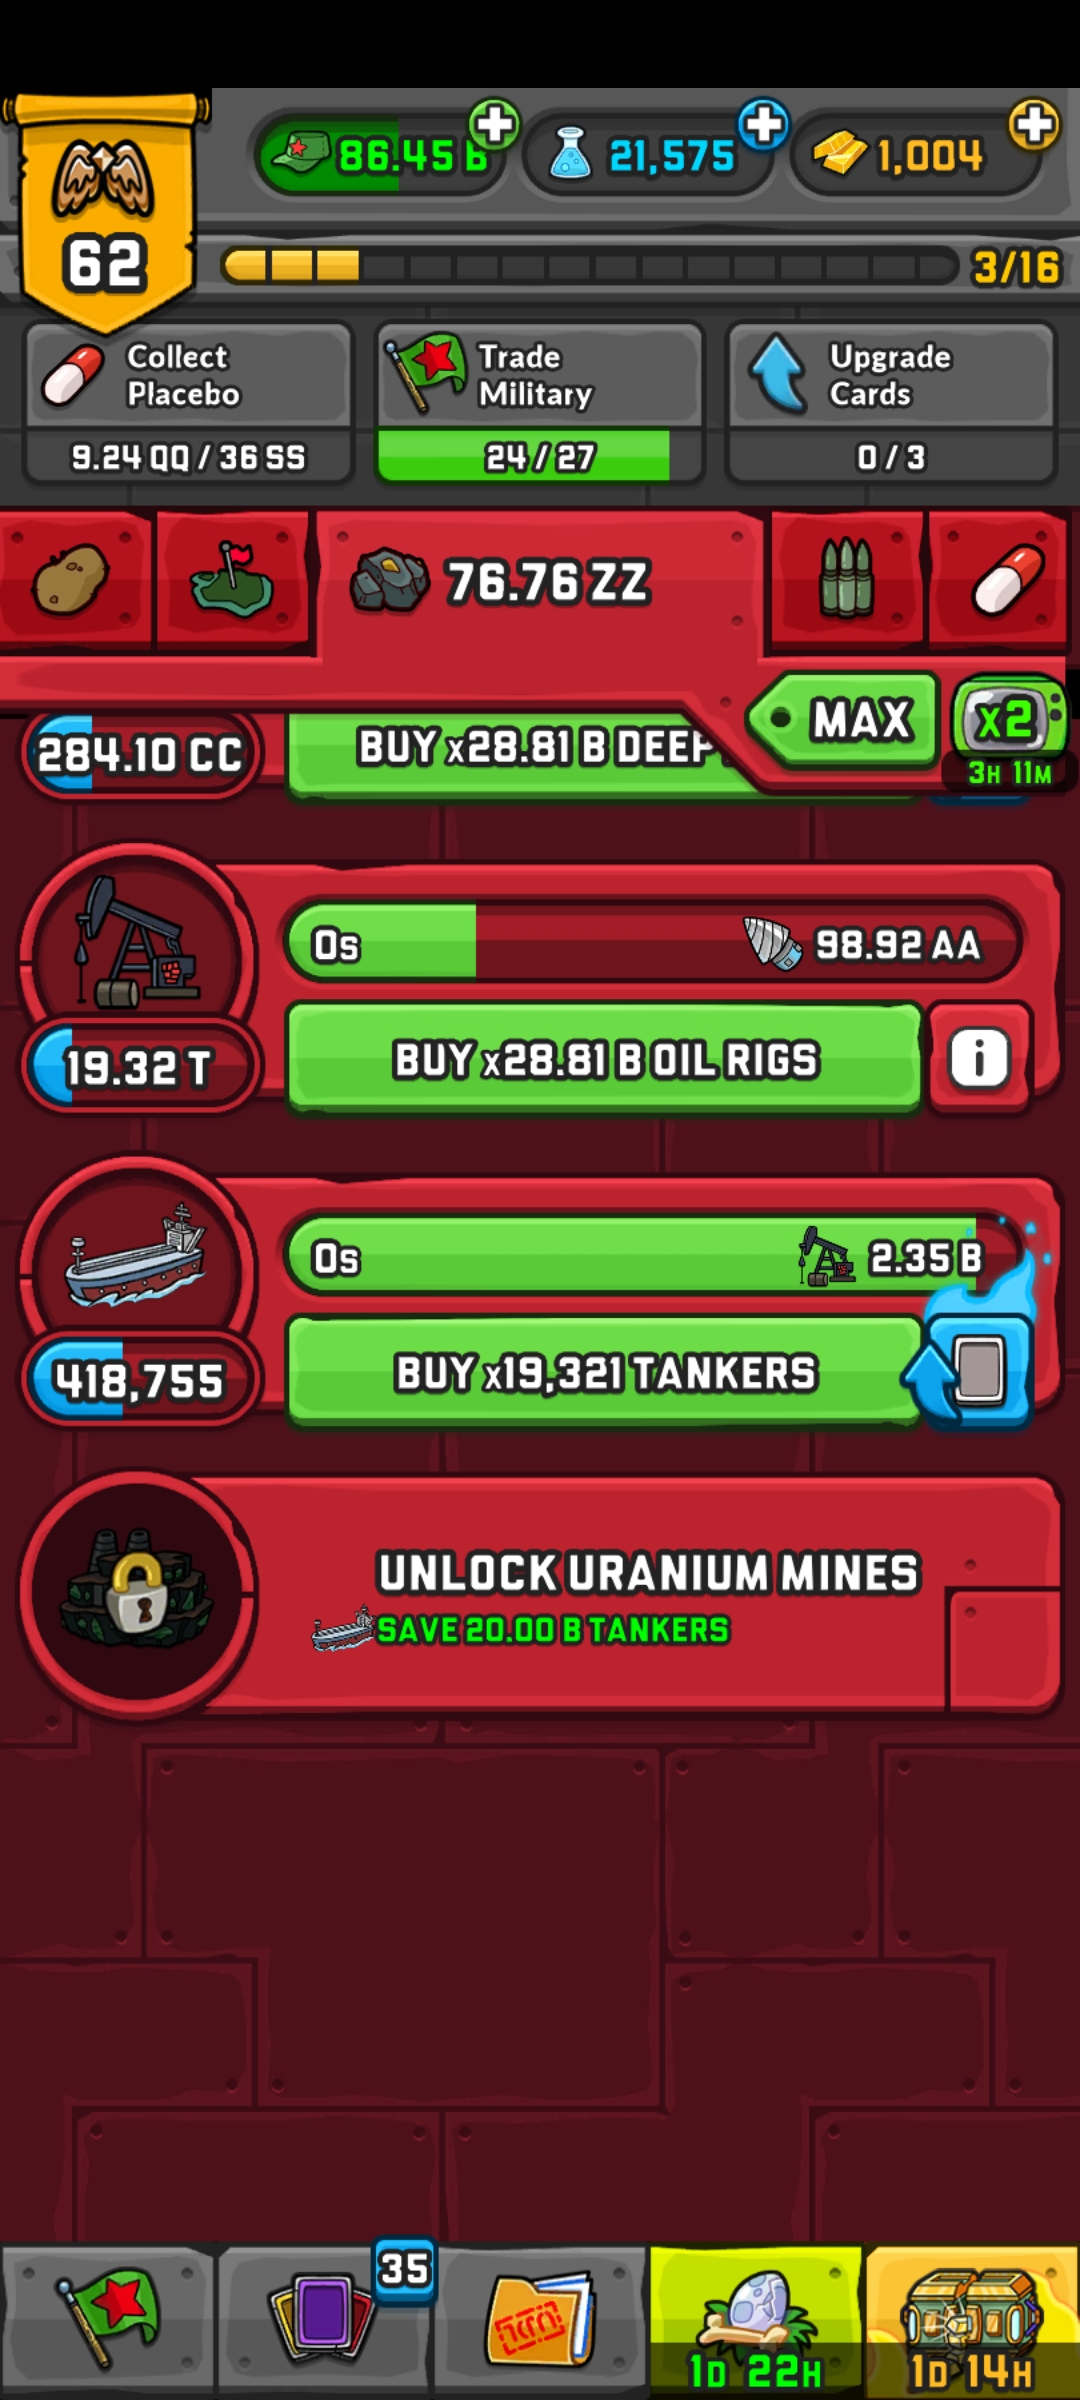 86.45 B
21,575
1,004
62
3/16
Collect
Placebo
9.24 QQ / 36 SS
Trade
Military
24 / 27
Upgrade
Cards
0 / 3
76.76 ZZ
MAX
x2
3H 11M
284.10 CC
BUY x28.81 B DEEP
0s
98.92 AA
19.32 T
BUY x28.81 B OIL RIGS
i
0s
2.35 B
418,755
BUY x19,321 TANKERS
UNLOCK URANIUM MINES
SAVE 20.00 B TANKERS
35
1D 22H
1D 14H